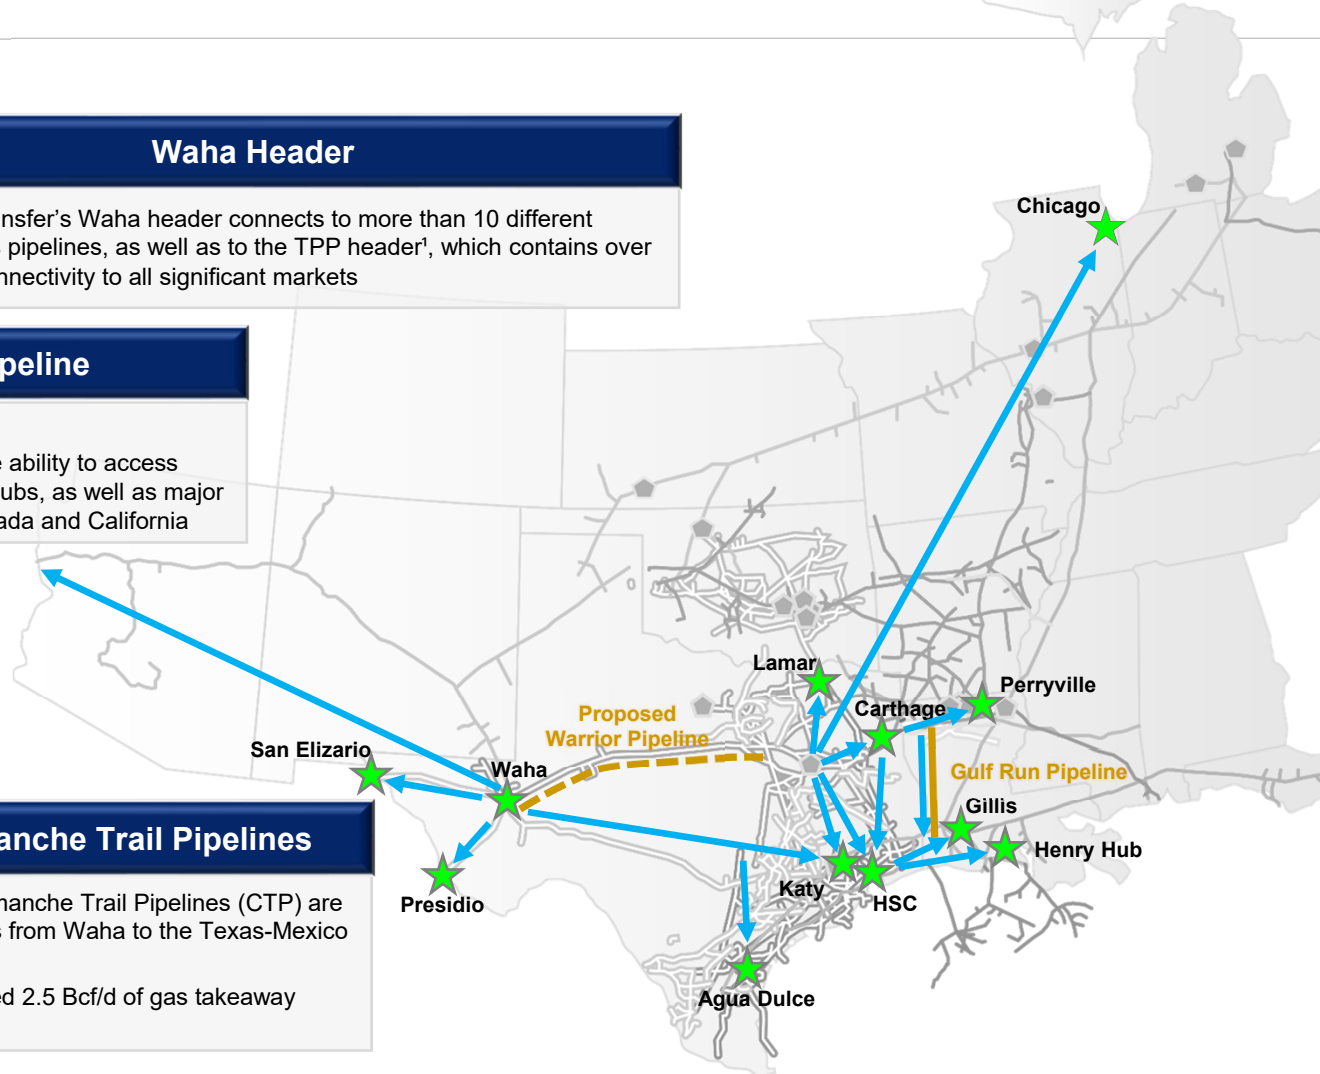 Waha Header
nsfer’s Waha header connects to more than 10 different
pipelines, as well as to the TPP header¹, which contains over
nnectivity to all significant markets
peline
ability to access
ubs, as well as major
ada and California
anche Trail Pipelines
manche Trail Pipelines (CTP) are
from Waha to the Texas-Mexico
ed 2.5 Bcf/d of gas takeaway
Chicago
Lamar
Perryville
Carthage
Proposed
Warrior Pipeline
San Elizario
Waha
Gulf Run Pipeline
Gillis
Henry Hub
Katy
HSC
Presidio
Agua Dulce